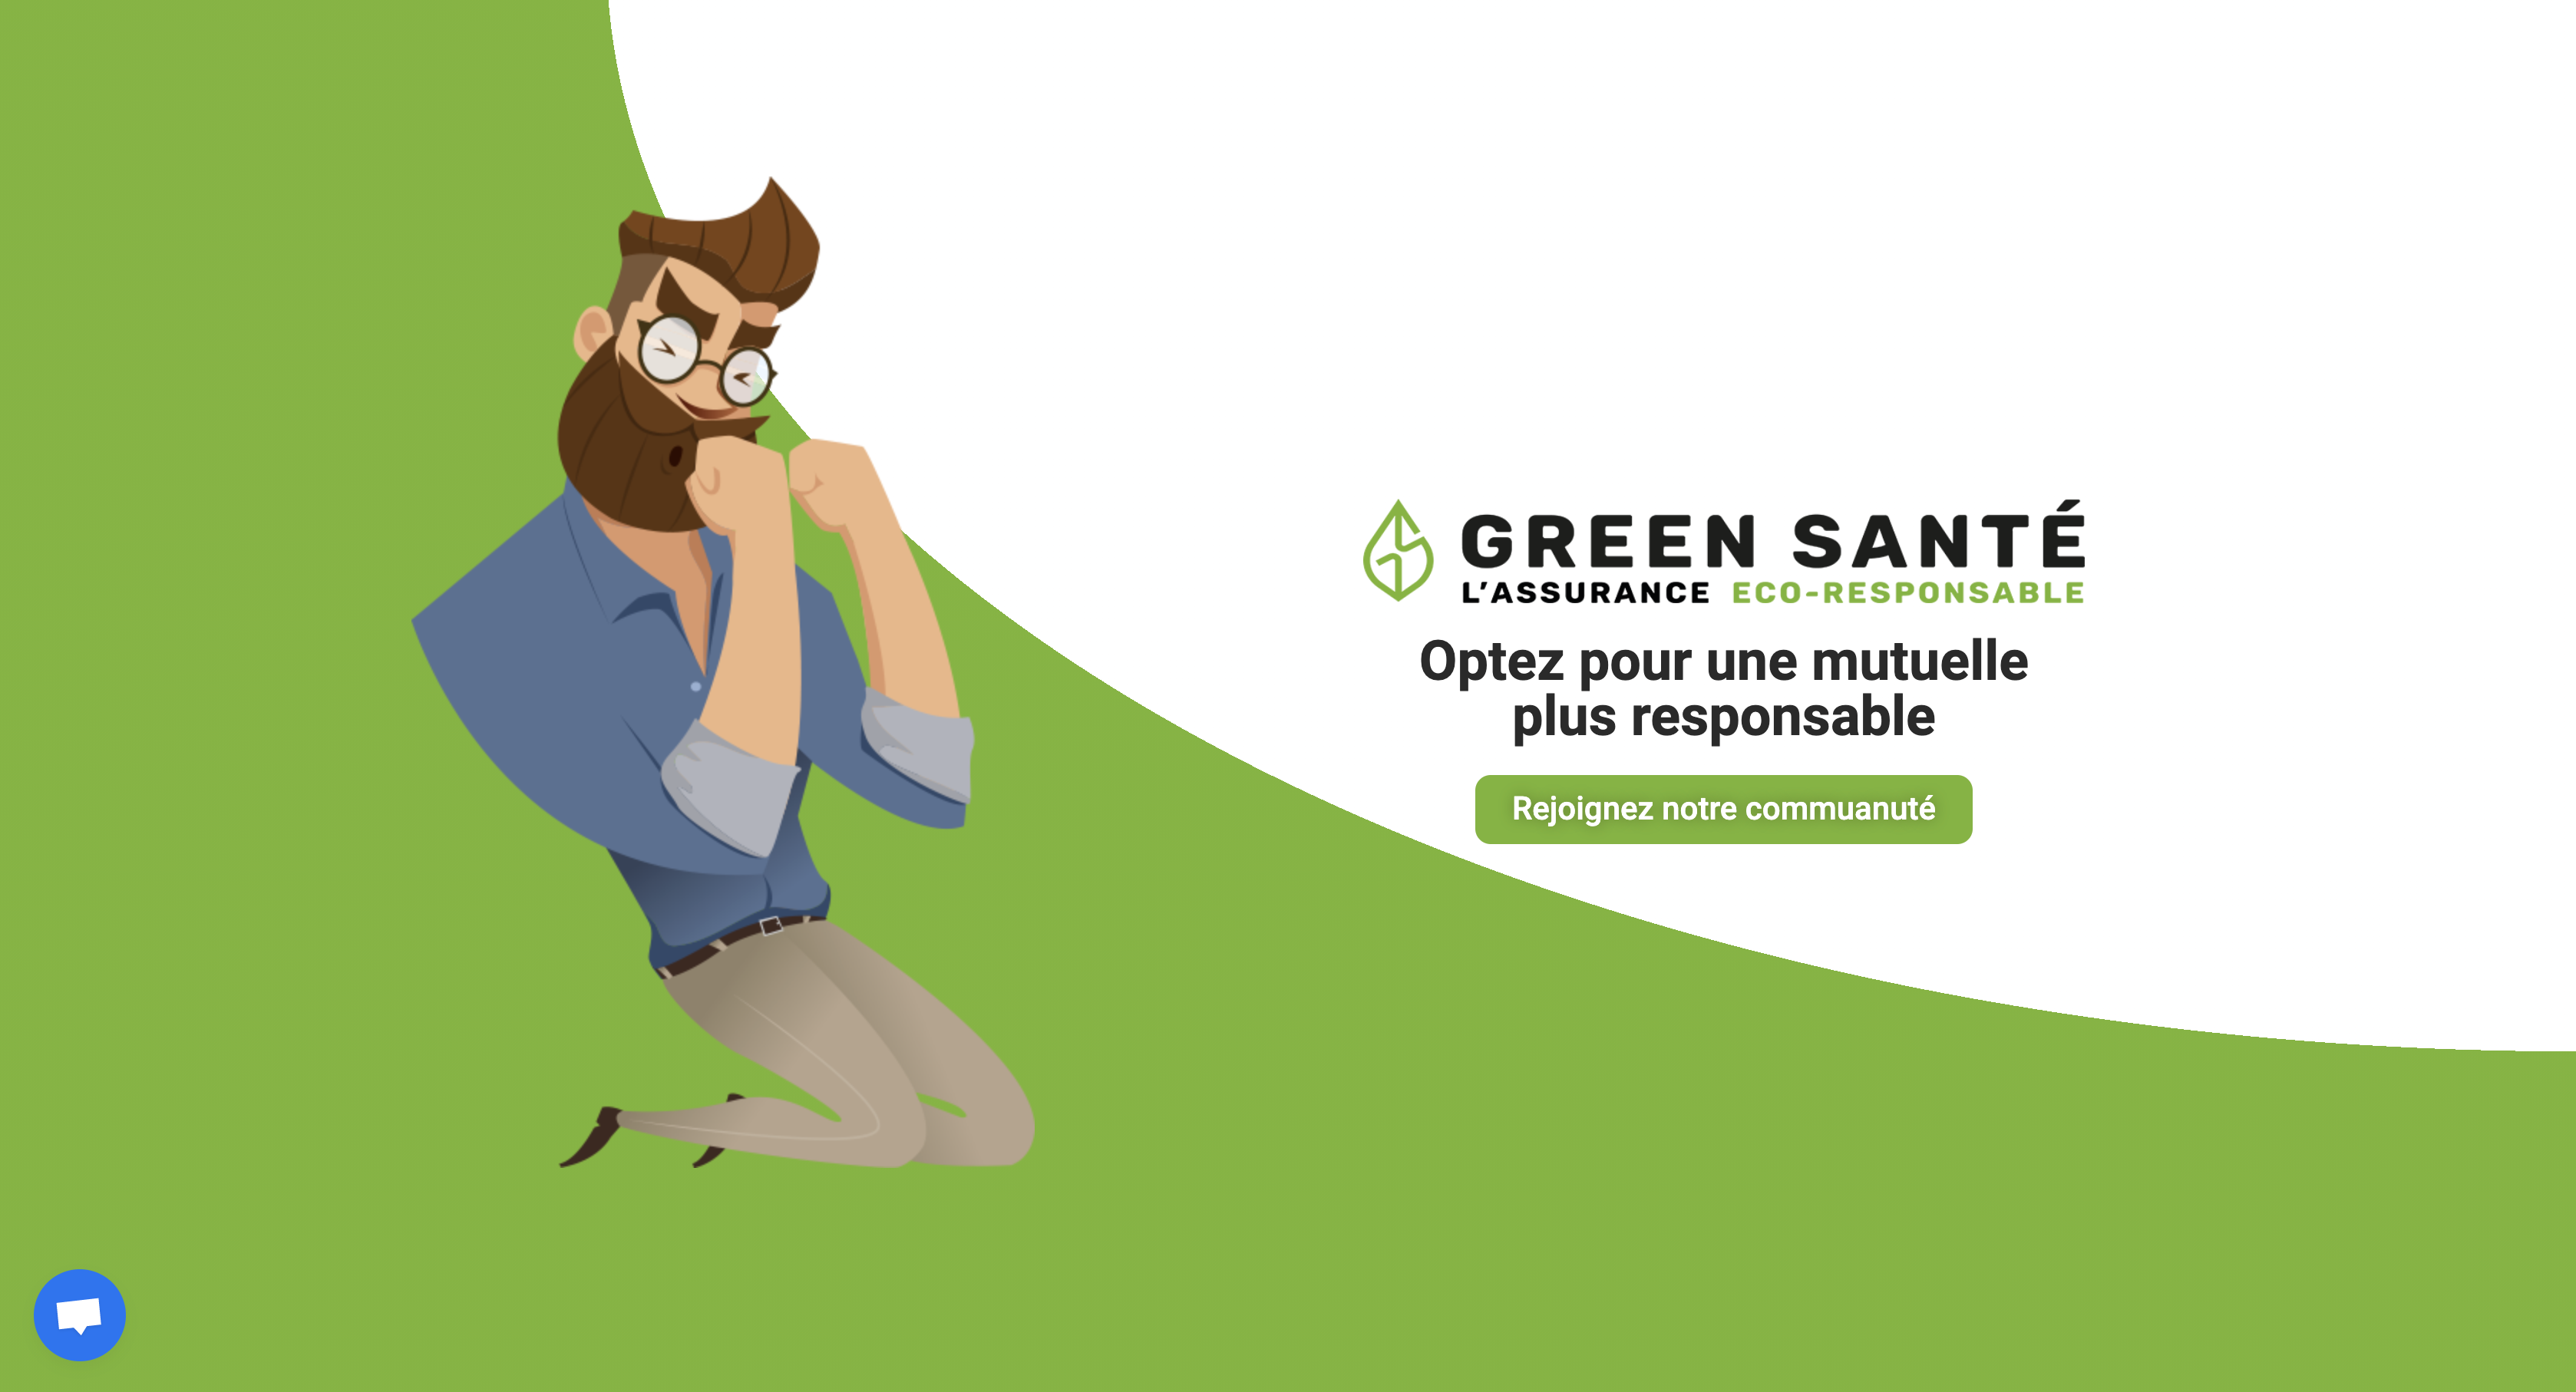 GREEN SANTÉ
L'ASSURANCE ECO-RESPONSABLE
Optez pour une mutuelle
plus responsable
Rejoignez notre commuanuté